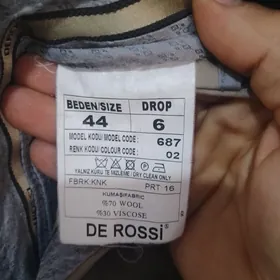 BEDEN/SIZE DROP
44 6
MODEL KODU/MODEL CODE : 687
RENK KODU/COLOUR CODE : 02
YALNIZ KURU TEMİZLEME / DRY CLEAN ONLY
FBRK:KNK PRT: 16
KUMAŞ/FABRIC
%70 WOOL
%30 VISCOSE
DE ROSSİ